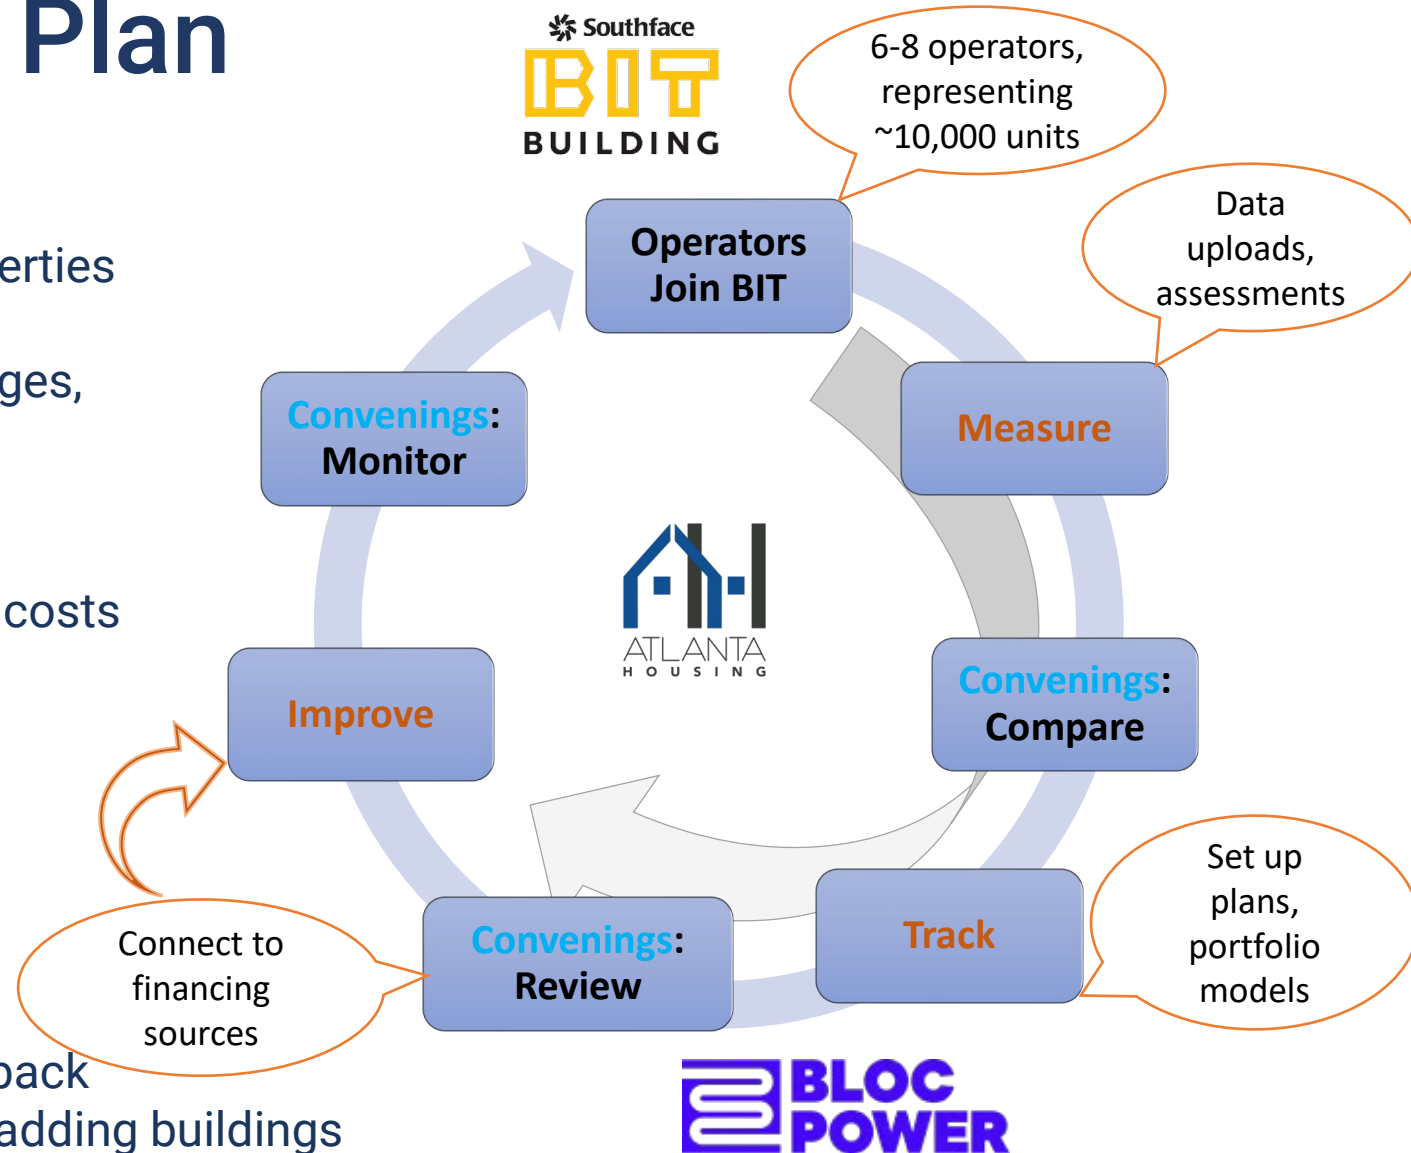 Plan
Southface
BIT
BUILDING
6-8 operators,
representing
~10,000 units
Data
uploads,
assessments
Operators
Join BIT
Measure
Convenings:
Compare
Track
Set up
plans,
portfolio
models
Convenings:
Review
Connect to
financing
sources
Improve
Convenings:
Monitor
ATLANTA
HOUSING
erties
ges,
costs
back
adding buildings
BLOC
POWER